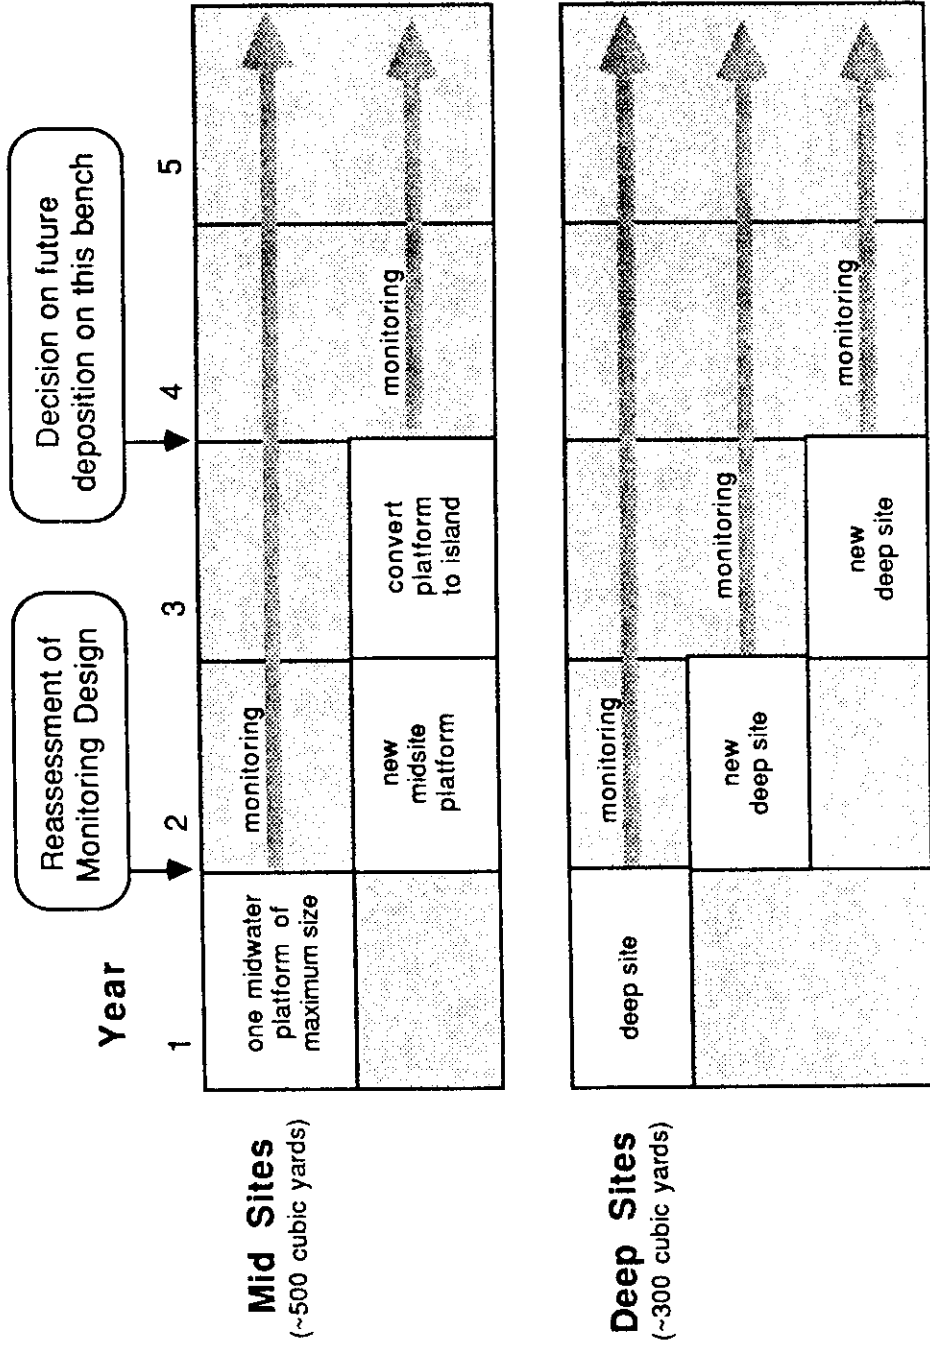 Reassessment of
Monitoring Design
Decision on future
deposition on this bench
Year
1
2
3
4
5
Mid Sites
(~500 cubic yards)
one midwater
platform of
maximum size
monitoring
new
midsite
platform
convert
platform
to island
monitoring
Deep Sites
(~300 cubic yards)
deep site
monitoring
new
deep site
monitoring
new
deep site
monitoring